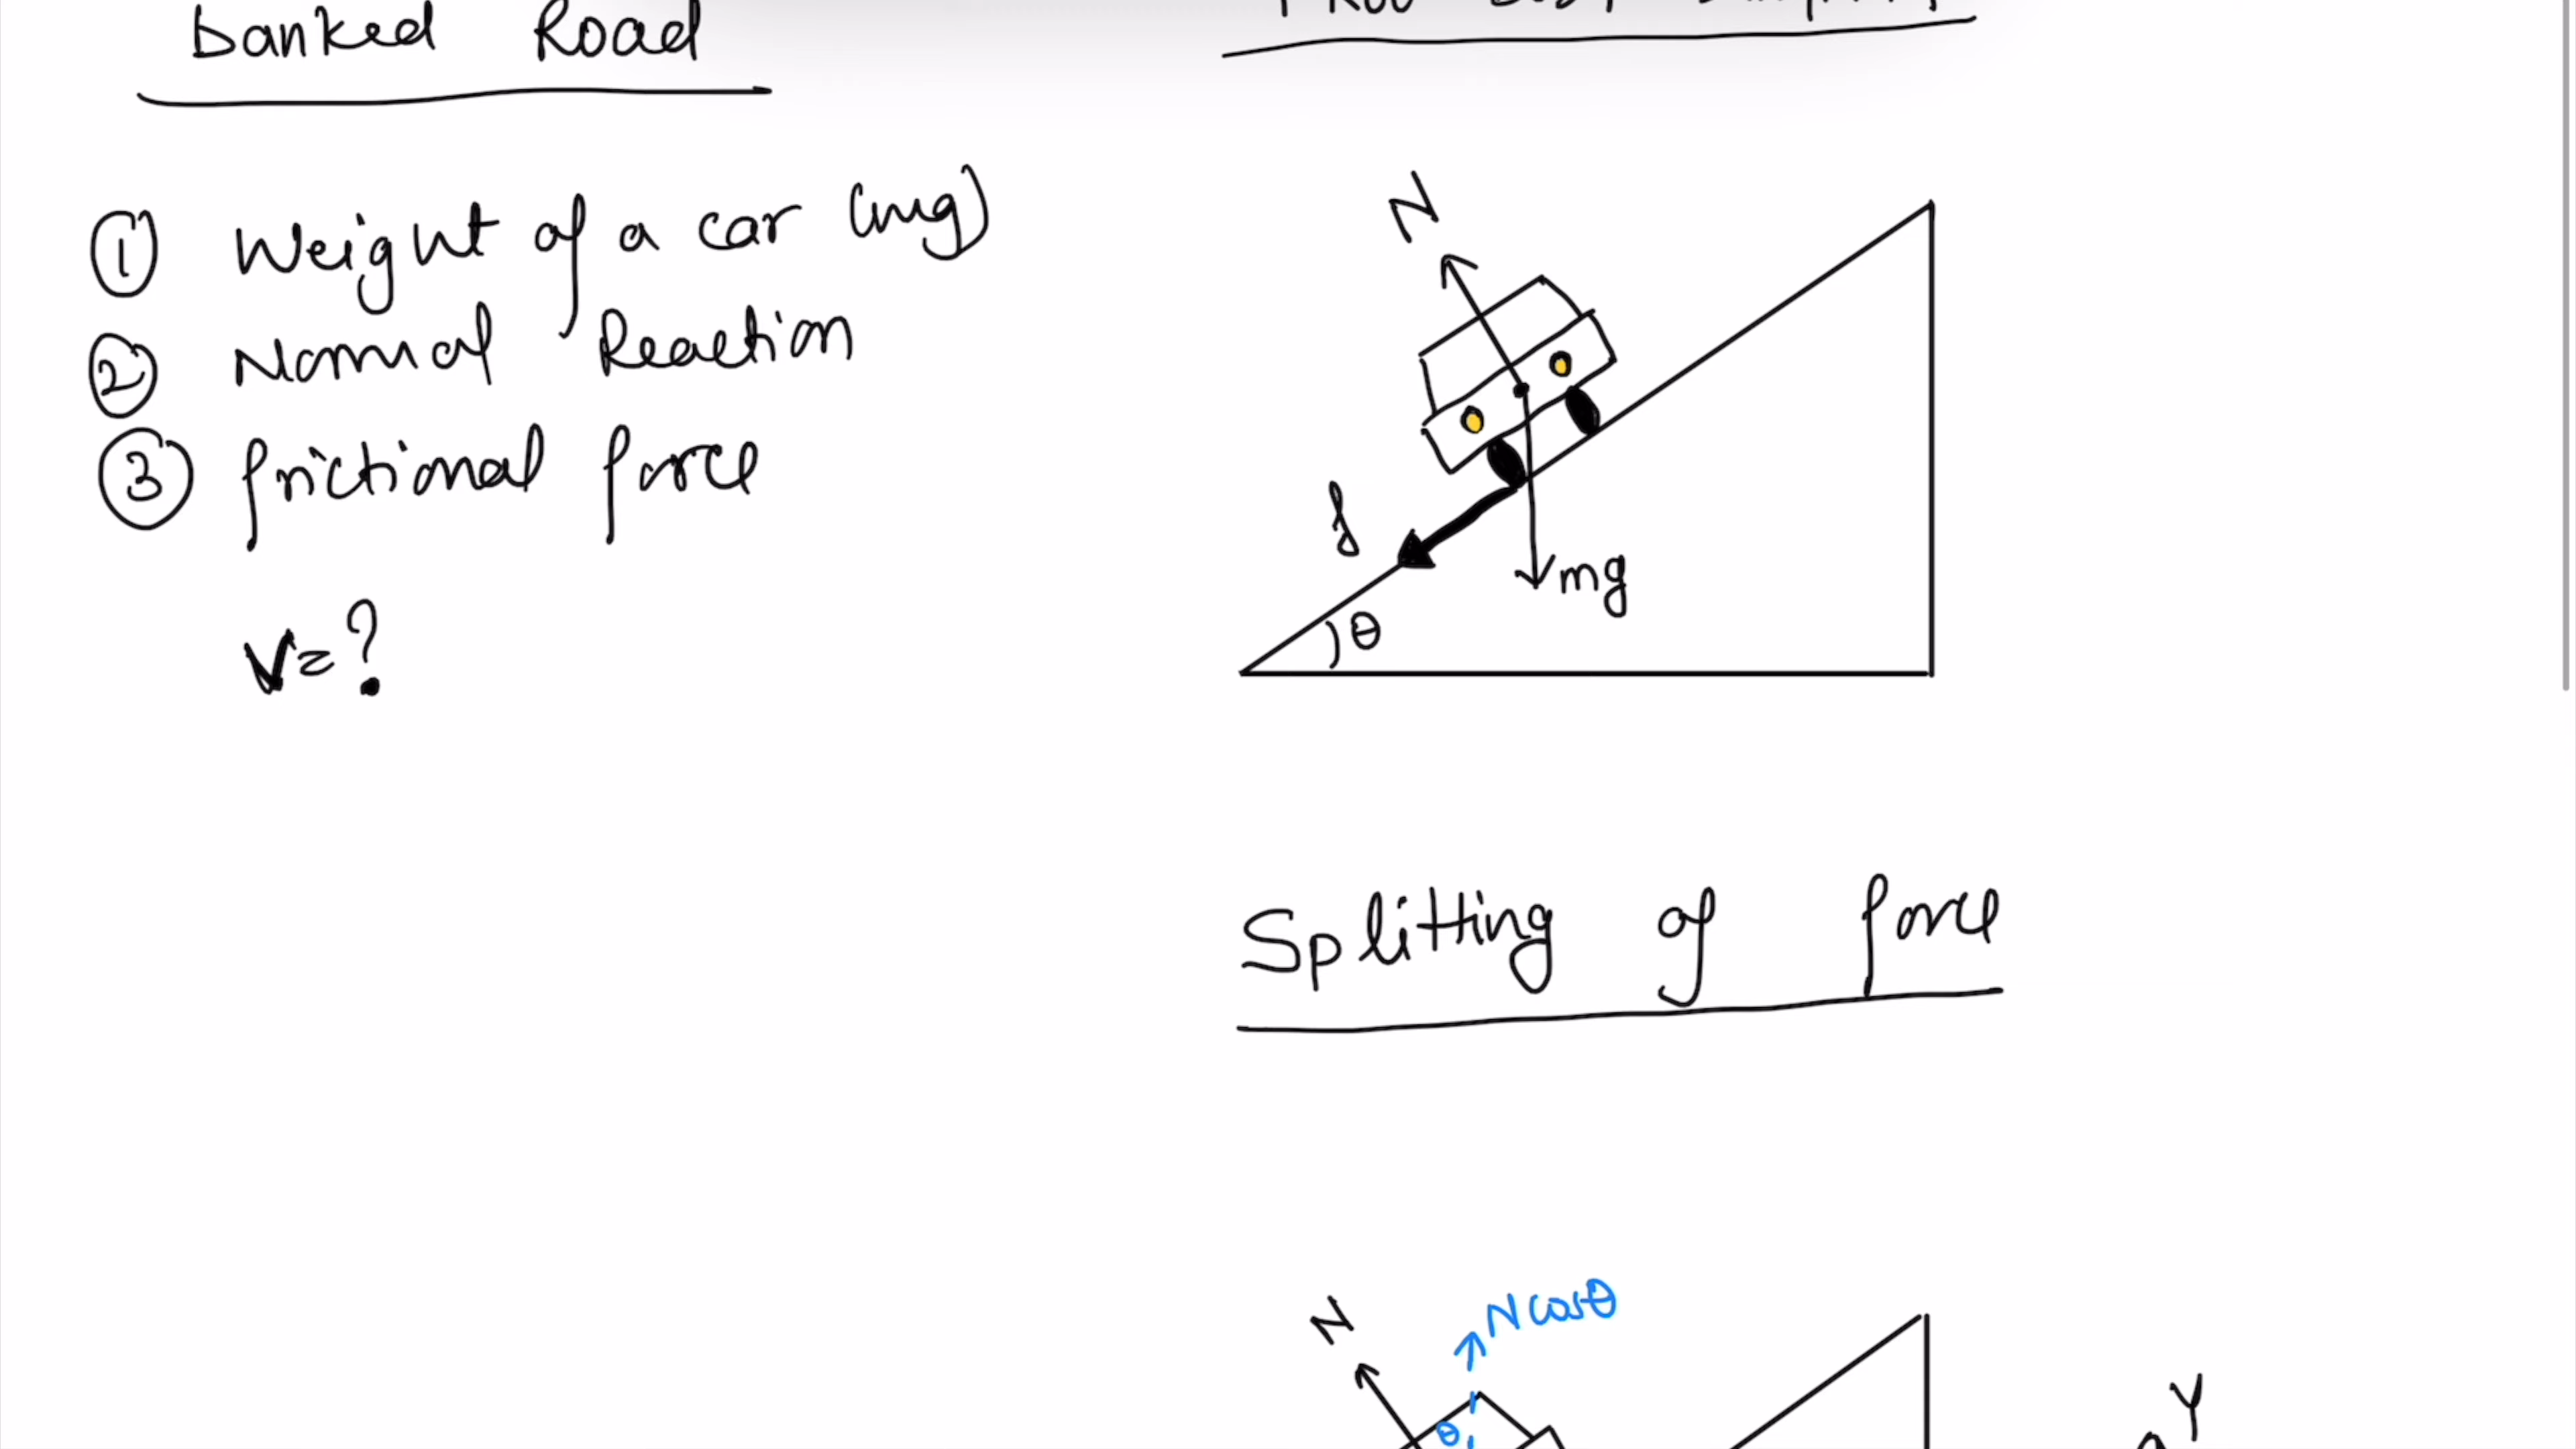 Banked Road
① Weight of a car (mg)
② Normal Reaction
③ frictional force
v=?
N
f
mg
θ
Splitting of force
N
N cosθ
θ
Y